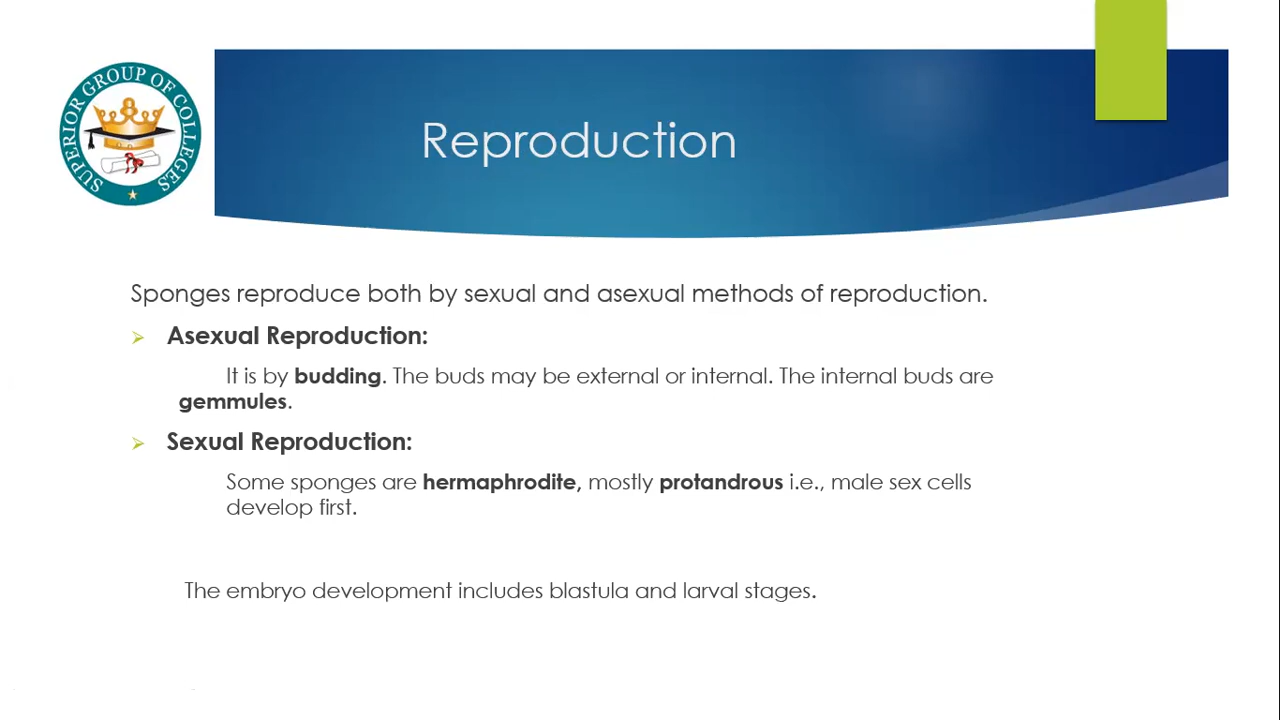 SUPERIOR GROUP OF COLLEGES
Reproduction
Sponges reproduce both by sexual and asexual methods of reproduction.
Asexual Reproduction:
It is by budding. The buds may be external or internal. The internal buds are
gemmules.
Sexual Reproduction:
Some sponges are hermaphrodite, mostly protandrous i.e., male sex cells
develop first.
The embryo development includes blastula and larval stages.